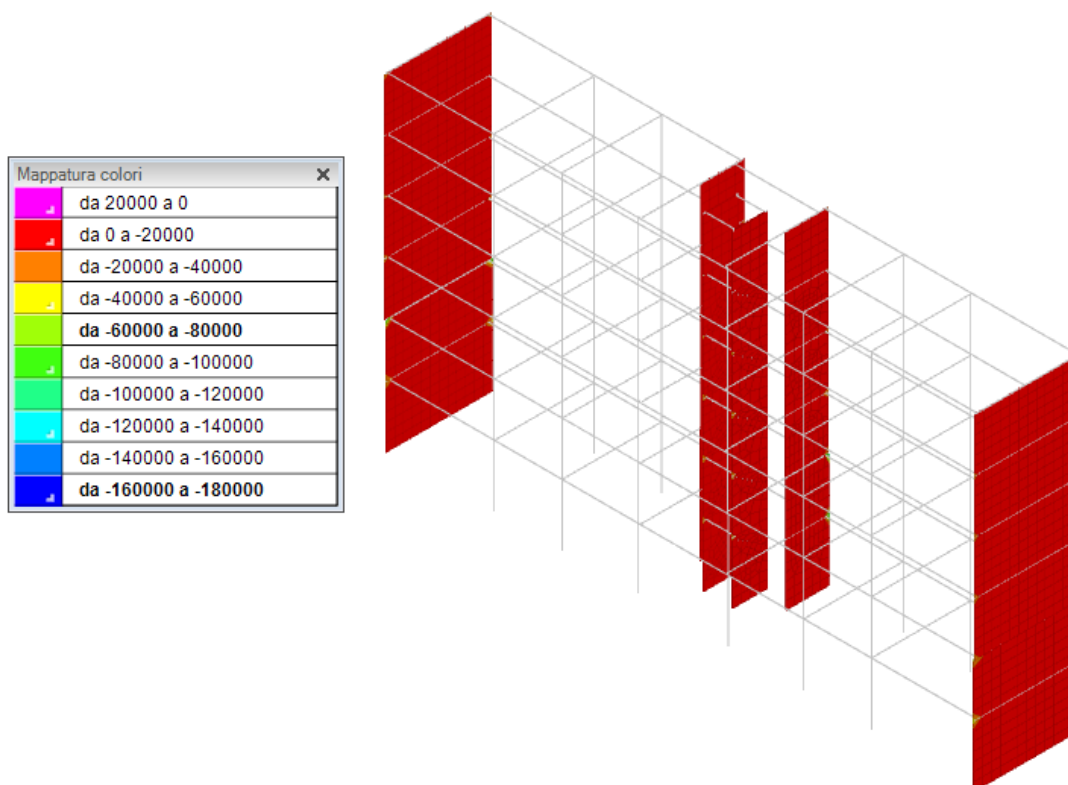 Mappatura colori
da 20000 a 0
da 0 a -20000
da -20000 a -40000
da -40000 a -60000
da -60000 a -80000
da -80000 a -100000
da -100000 a -120000
da -120000 a -140000
da -140000 a -160000
da -160000 a -180000